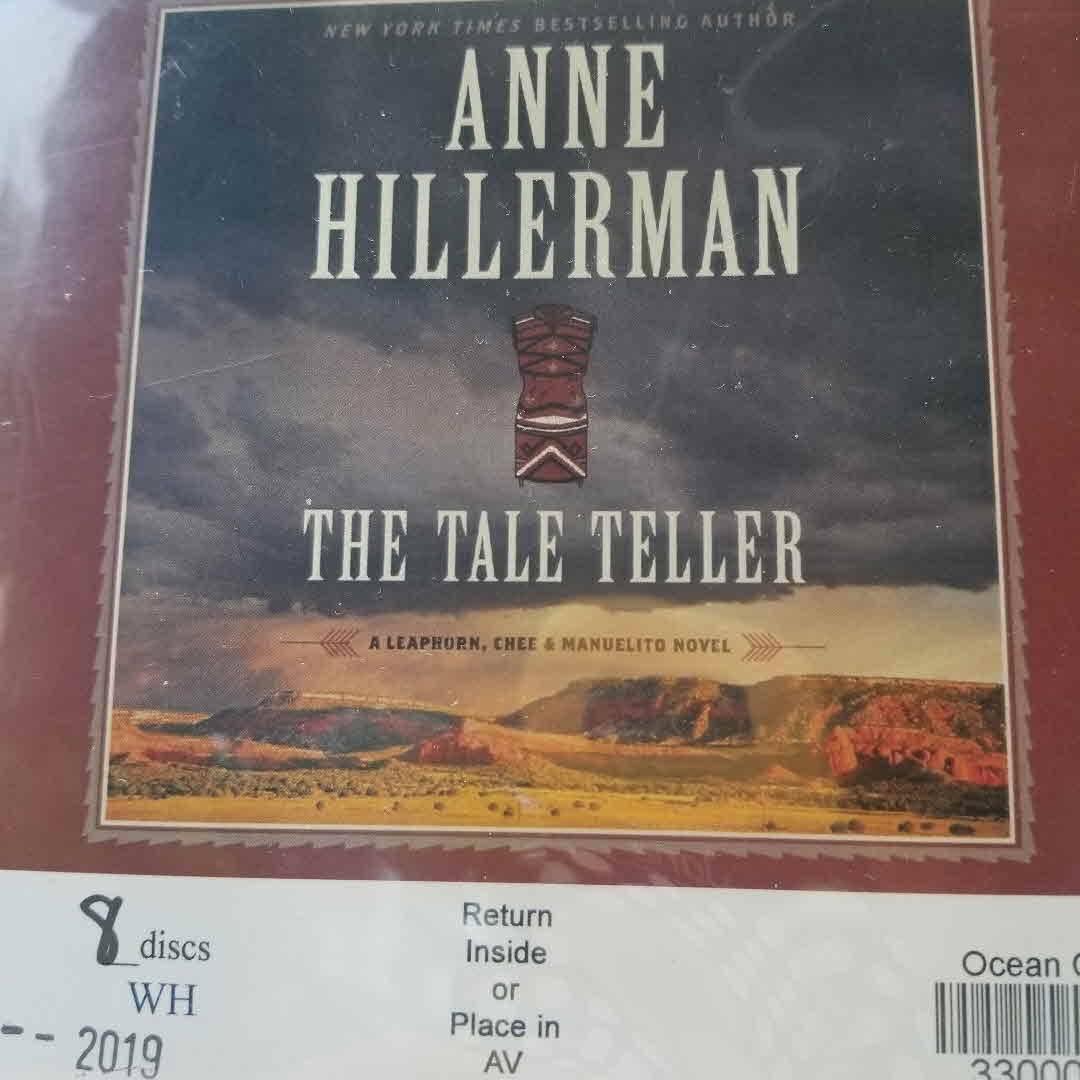 NEW YORK TIMES BESTSELLING AUTHOR
ANNE
HILLERMAN
THE TALE TELLER
A LEAPHORN, CHEE & MANUELITO NOVEL
8 discs
WH
-- 2019
Return
Inside
or
Place in
AV
Ocean
33000